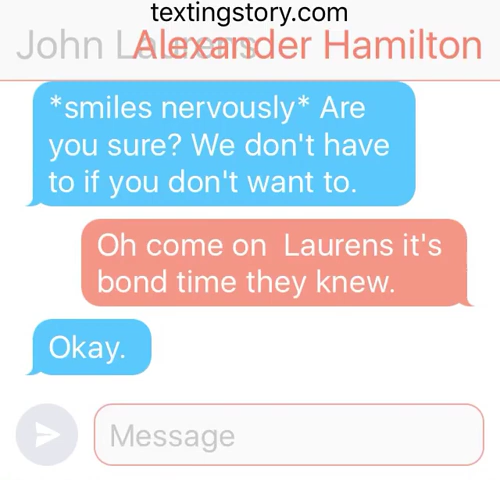 textingstory.com
John Laurens
Alexander Hamilton
*smiles nervously* Are
you sure? We don't have
to if you don't want to.
Oh come on  Laurens it's
bond time they knew.
Okay.
Message